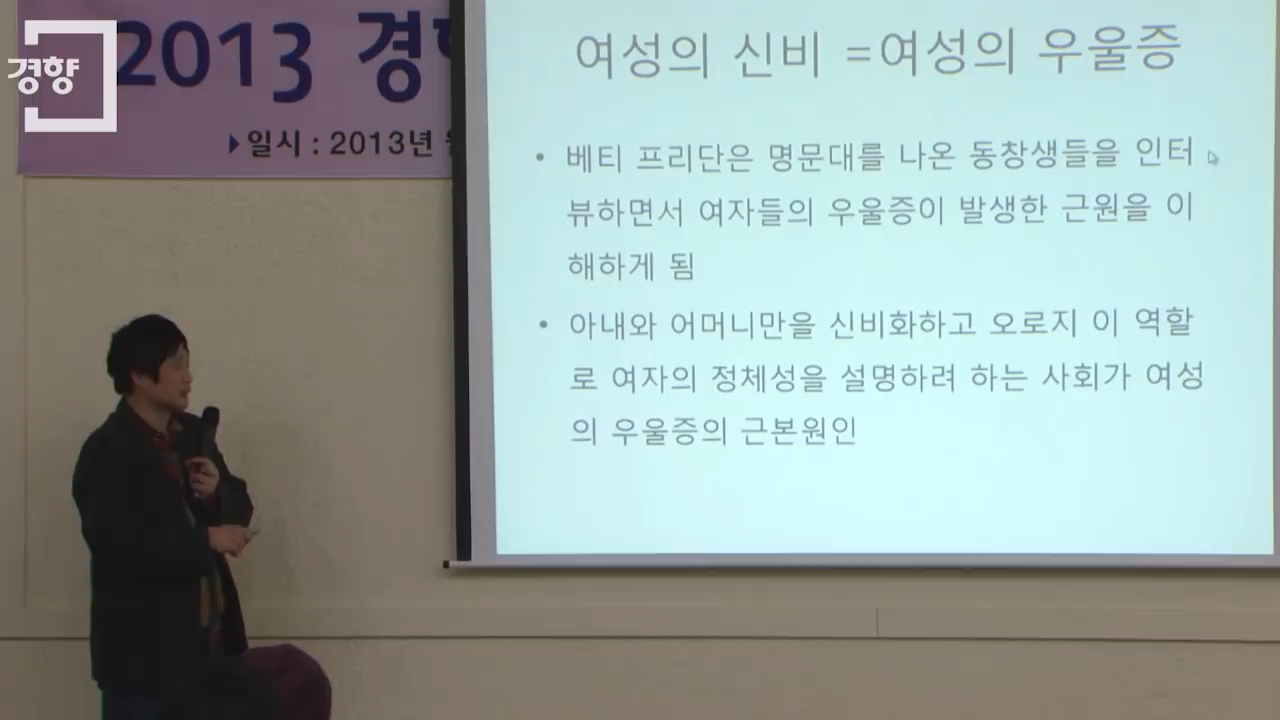 경향
2013 경
일시 : 2013년
여성의 신비 =여성의 우울증
• 베티 프리단은 명문대를 나온 동창생들을 인터
뷰하면서 여자들의 우울증이 발생한 근원을 이
해하게 됨
• 아내와 어머니만을 신비화하고 오로지 이 역할
로 여자의 정체성을 설명하려 하는 사회가 여성
의 우울증의 근본원인